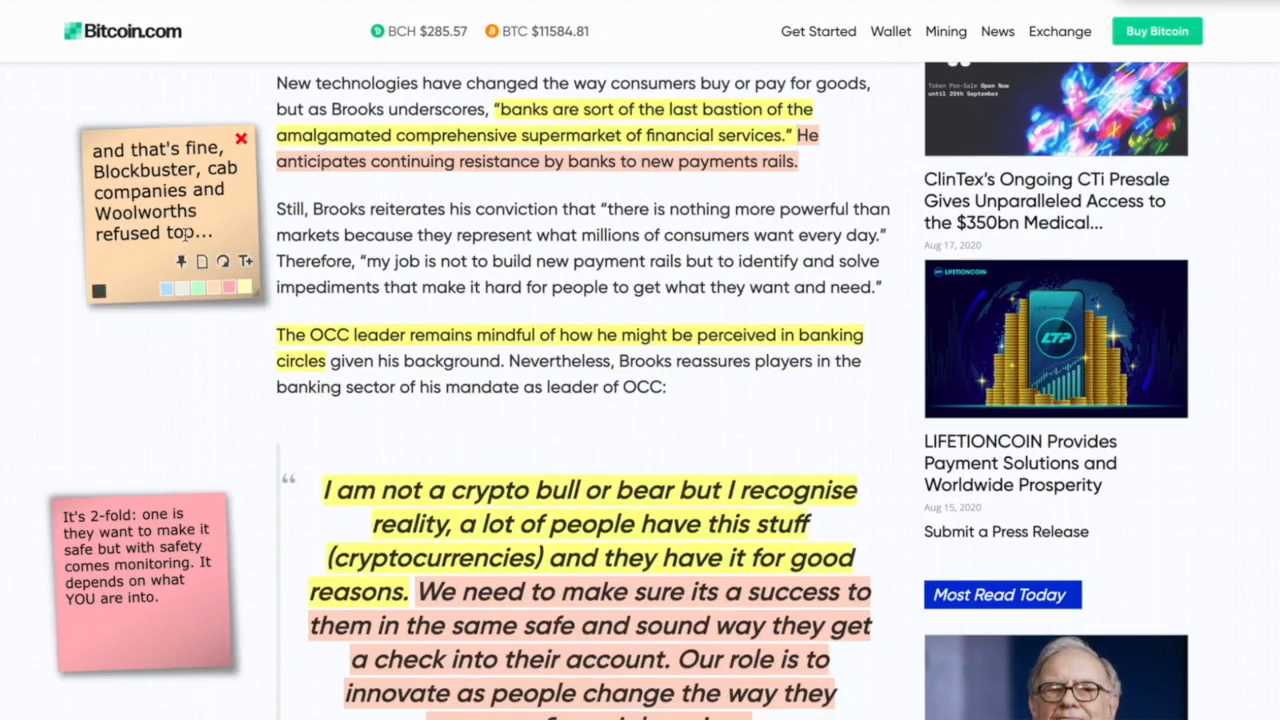 Bitcoin.com
BCH $285.57
BTC $11584.81
Get Started
Wallet
Mining
News
Exchange
Buy Bitcoin
and that's fine,
Blockbuster, cab
companies and
Woolworths
refused top...
T+
It's 2-fold: one is
they want to make it
safe but with safety
comes monitoring. It
depends on what
YOU are into.
New technologies have changed the way consumers buy or pay for goods,
but as Brooks underscores, “banks are sort of the last bastion of the
amalgamated comprehensive supermarket of financial services.” He
anticipates continuing resistance by banks to new payments rails.
Still, Brooks reiterates his conviction that “there is nothing more powerful than
markets because they represent what millions of consumers want every day.”
Therefore, “my job is not to build new payment rails but to identify and solve
impediments that make it hard for people to get what they want and need.”
The OCC leader remains mindful of how he might be perceived in banking
circles given his background. Nevertheless, Brooks reassures players in the
banking sector of his mandate as leader of OCC:
“
I am not a crypto bull or bear but I recognise
reality, a lot of people have this stuff
(cryptocurrencies) and they have it for good
reasons. We need to make sure its a success to
them in the same safe and sound way they get
a check into their account. Our role is to
innovate as people change the way they
Token Pre-Sale Open Now
until 25th September
ClinTex’s Ongoing CTi Presale
Gives Unparalleled Access to
the $350bn Medical...
Aug 17, 2020
LIFETIONCOIN
LTP
LIFETIONCOIN Provides
Payment Solutions and
Worldwide Prosperity
Aug 15, 2020
Submit a Press Release
Most Read Today